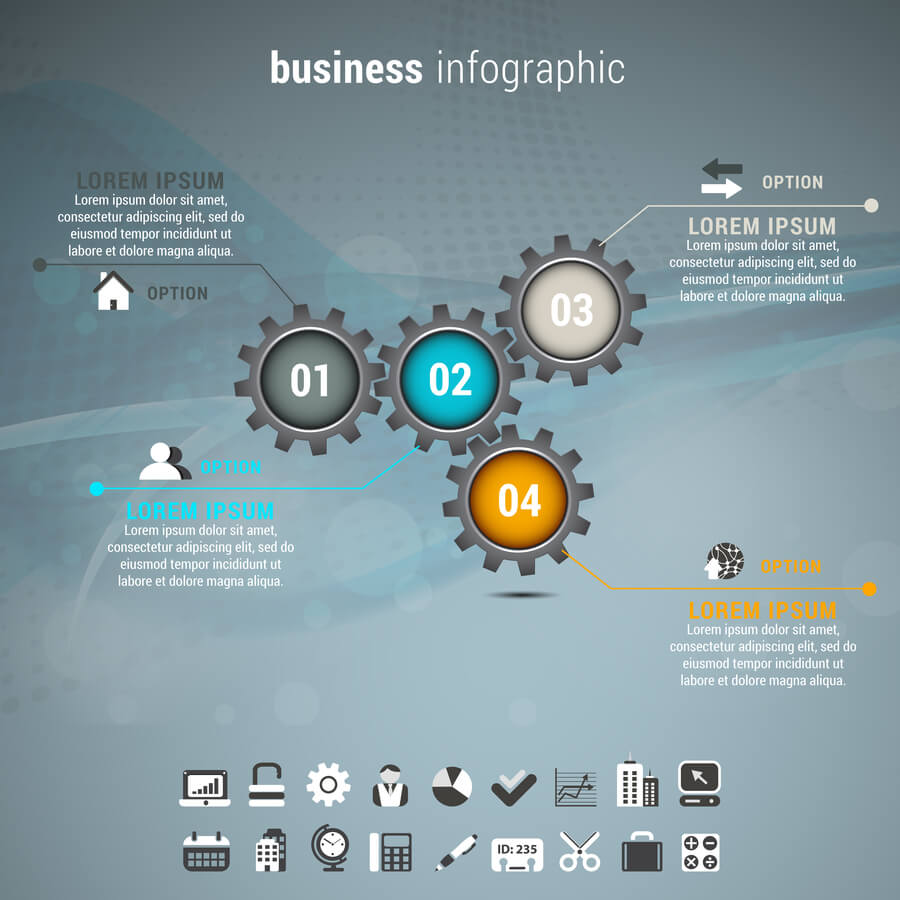 business infographic
LOREM IPSUM
Lorem ipsum dolor sit amet,
consectetur adipiscing elit, sed do
eiusmod tempor incididunt ut
labore et dolore magna aliqua.
OPTION
OPTION
LOREM IPSUM
Lorem ipsum dolor sit amet,
consectetur adipiscing elit, sed do
eiusmod tempor incididunt ut
labore et dolore magna aliqua.
01
02
03
04
OPTION
LOREM IPSUM
Lorem ipsum dolor sit amet,
consectetur adipiscing elit, sed do
eiusmod tempor incididunt ut
labore et dolore magna aliqua.
OPTION
LOREM IPSUM
Lorem ipsum dolor sit amet,
consectetur adipiscing elit, sed do
eiusmod tempor incididunt ut
labore et dolore magna aliqua.
ID: 235